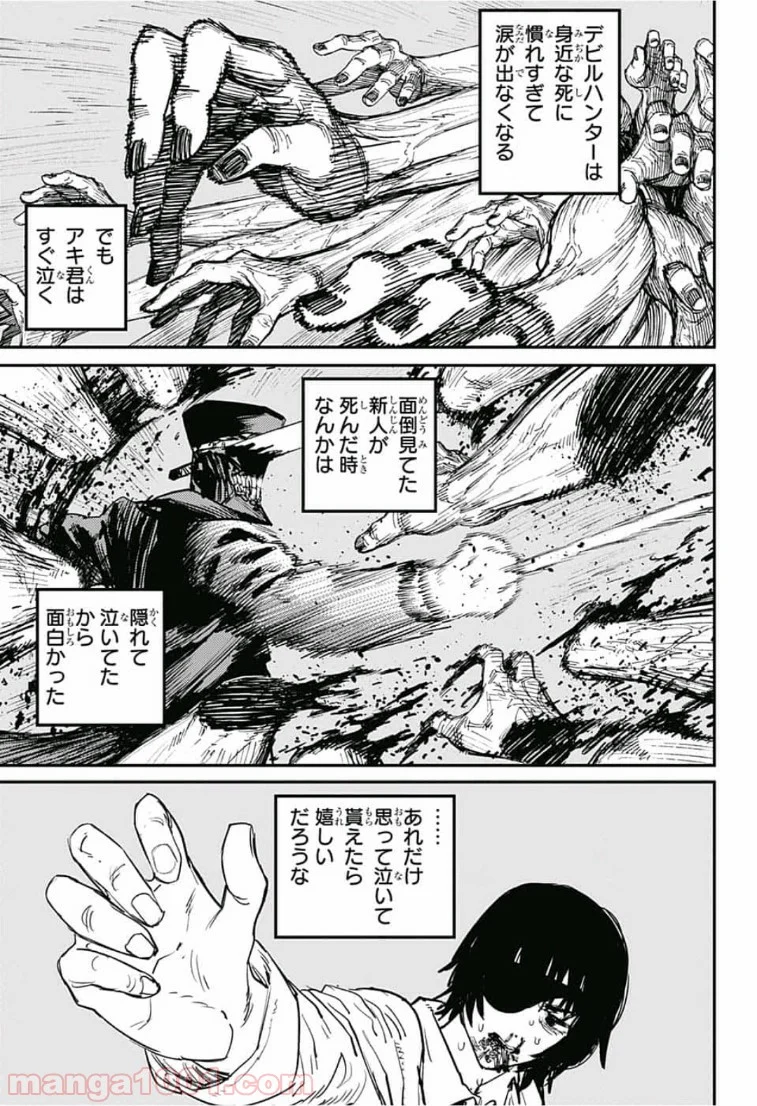 デビルハンターは
身近な死に
慣れすぎて
涙が出なくなる
でも
アキ君は
すぐ泣く
面倒見てた
新人が
死んだ時
なんかは
隠れて
泣いてた
から
面白かった
……
あれだけ
思って泣いて
貰えたら
嬉しい
だろうな
manga1001.com